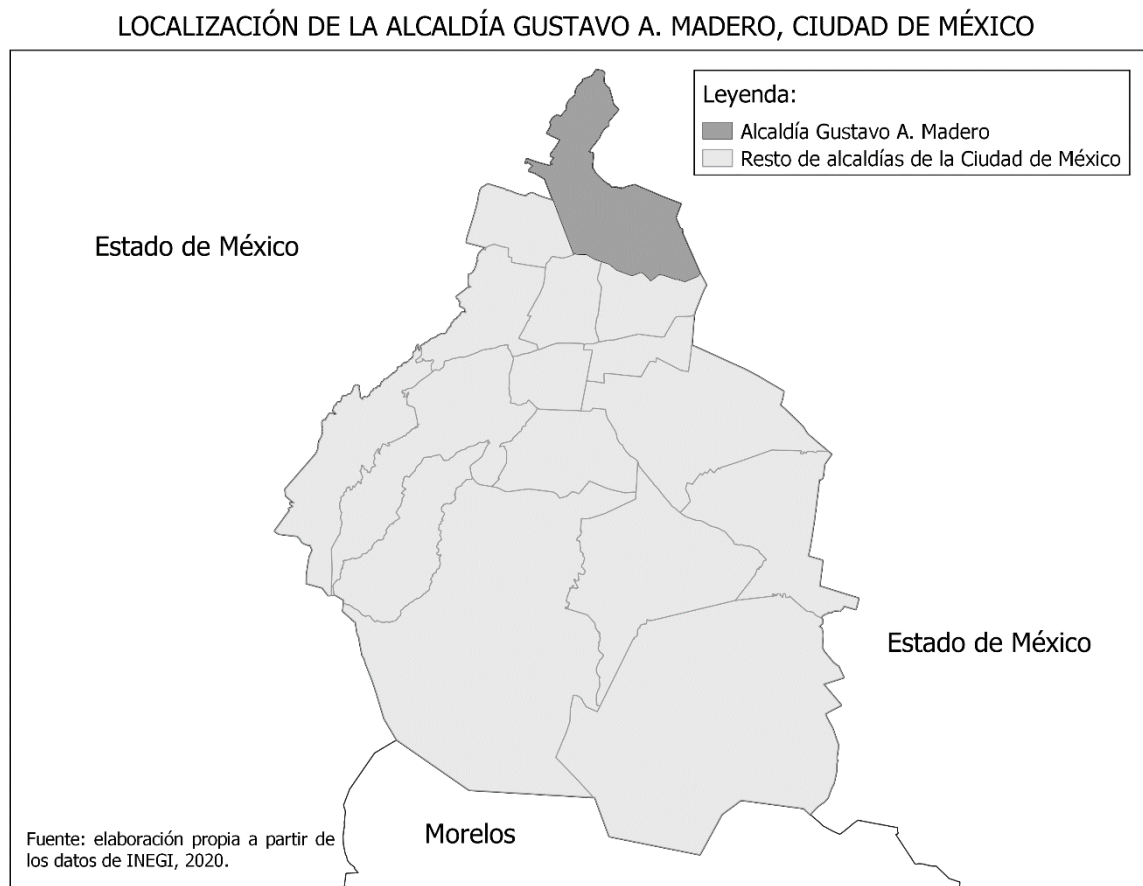 LOCALIZACIÓN DE LA ALCALDÍA GUSTAVO A. MADERO, CIUDAD DE MÉXICO
Leyenda:
Alcaldía Gustavo A. Madero
Resto de alcaldías de la Ciudad de México
Estado de México
Estado de México
Morelos
Fuente: elaboración propia a partir de
los datos de INEGI, 2020.